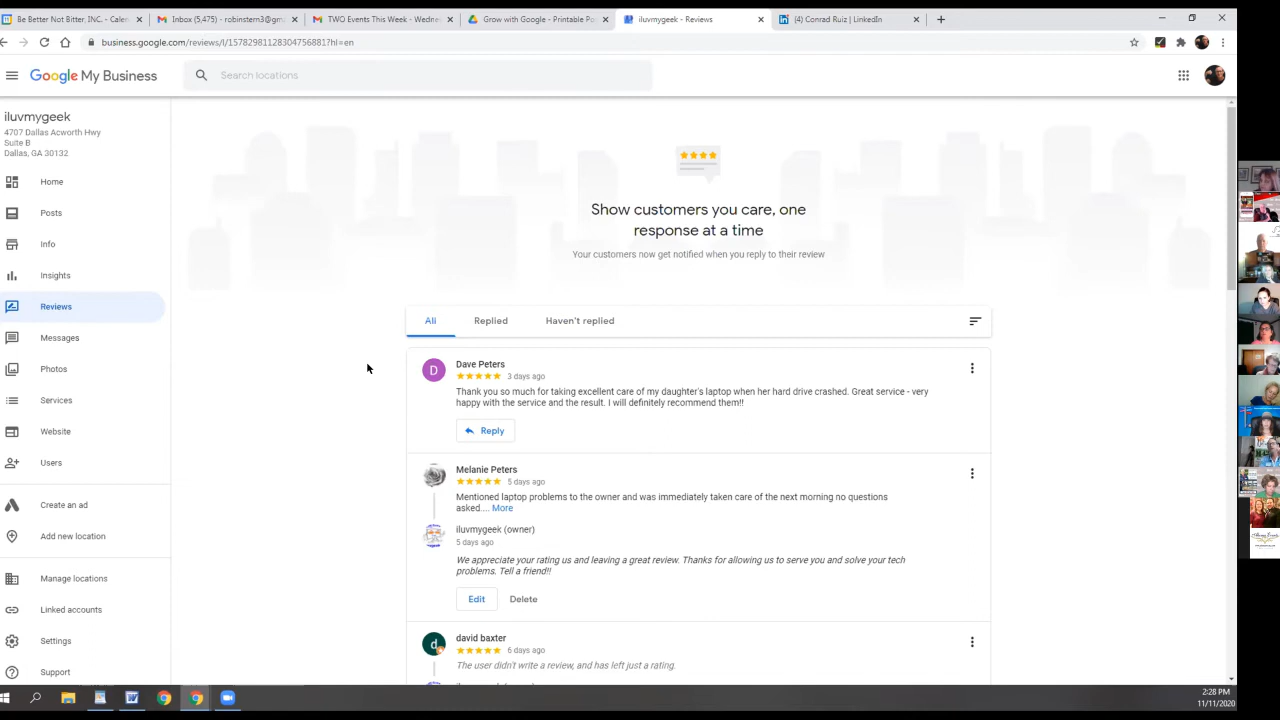 Be Better Not Bitter, INC. - Cale
Inbox (5,475) - robinstem3@gm
TWO Events This Week - Wednes
Grow with Google - Printable Po
iluvmygeek - Reviews
(4) Conrad Ruiz | LinkedIn
business.google.com/reviews/l/15782981128304756881?hl=en
Google My Business
Search locations
iluvmygeek
4707 Dallas Acworth Hwy
Suite B
Dallas, GA 30132
Home
Posts
Info
Insights
Reviews
Messages
Photos
Services
Website
Users
Create an ad
Add new location
Manage locations
Linked accounts
Settings
Support
Show customers you care, one
response at a time
Your customers now get notified when you reply to their review
All
Replied
Haven't replied
D
Dave Peters
3 days ago
Thank you so much for taking excellent care of my daughter's laptop when her hard drive crashed. Great service - very
happy with the service and the result. I will definitely recommend them!!
Reply
Melanie Peters
5 days ago
Mentioned laptop problems to the owner and was immediately taken care of the next morning no questions
asked.... More
iluvmygeek (owner)
5 days ago
We appreciate your rating us and leaving a great review. Thanks for allowing us to serve you and solve your tech
problems. Tell a friend!!
Edit
Delete
d
david baxter
6 days ago
The user didn't write a review, and has left just a rating.
2:28 PM
11/11/2020